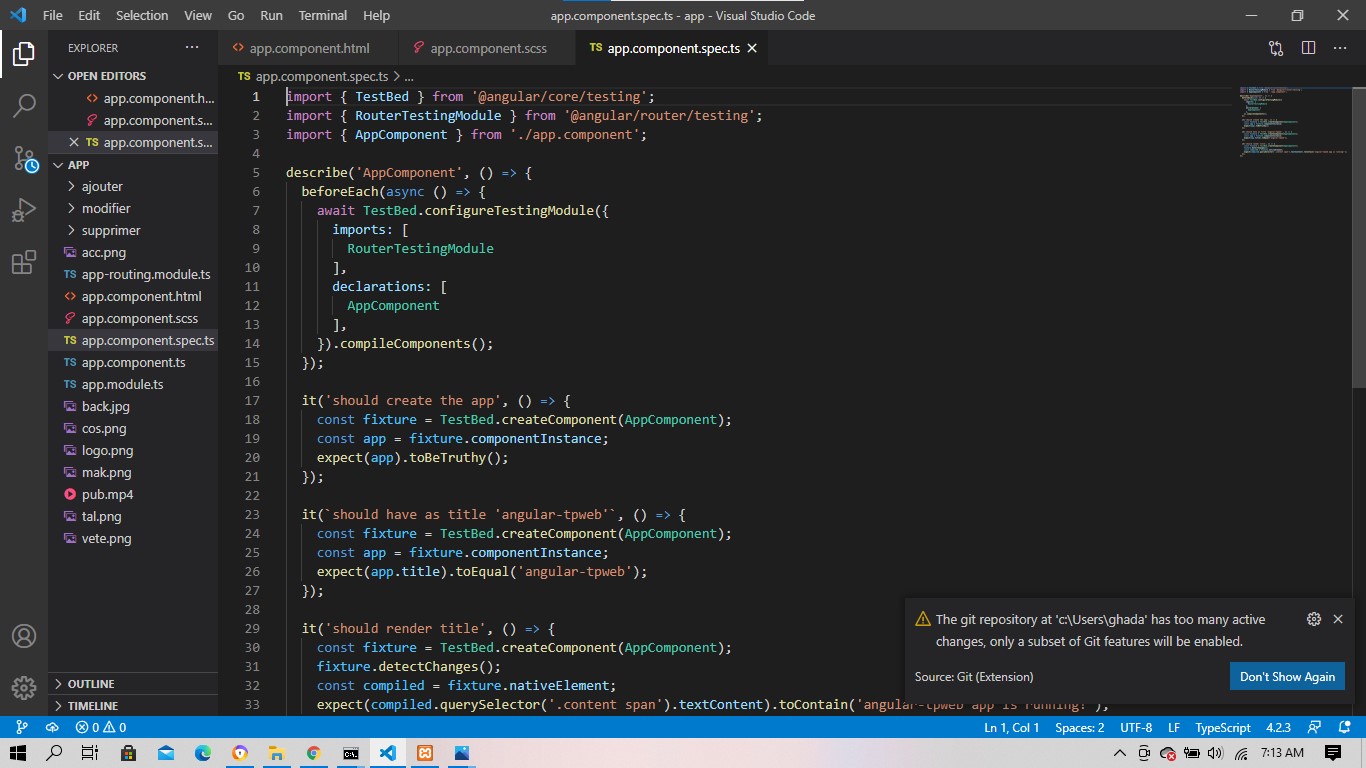 File Edit Selection View Go Run Terminal Help
app.component.spec.ts - app - Visual Studio Code
EXPLORER
OPEN EDITORS
app.component.h...
app.component.s...
TS app.component.s...
APP
ajouter
modifier
supprimer
acc.png
TS app-routing.module.ts
app.component.html
app.component.scss
TS app.component.spec.ts
TS app.component.ts
TS app.module.ts
back.jpg
cos.png
logo.png
mak.png
pub.mp4
tal.png
vete.png
OUTLINE
TIMELINE
app.component.html
app.component.scss
TS app.component.spec.ts
TS app.component.spec.ts > ...
1 import { TestBed } from '@angular/core/testing';
2 import { RouterTestingModule } from '@angular/router/testing';
3 import { AppComponent } from './app.component';
4
5 describe('AppComponent', () => {
6 beforeEach(async () => {
7 await TestBed.configureTestingModule({
8 imports: [
9 RouterTestingModule
10 ],
11 declarations: [
12 AppComponent
13 ],
14 }).compileComponents();
15 });
16
17 it('should create the app', () => {
18 const fixture = TestBed.createComponent(AppComponent);
19 const app = fixture.componentInstance;
20 expect(app).toBeTruthy();
21 });
22
23 it(`should have as title 'angular-tpweb'`, () => {
24 const fixture = TestBed.createComponent(AppComponent);
25 const app = fixture.componentInstance;
26 expect(app.title).toEqual('angular-tpweb');
27 });
28
29 it('should render title', () => {
30 const fixture = TestBed.createComponent(AppComponent);
31 fixture.detectChanges();
32 const compiled = fixture.nativeElement;
33 expect(compiled.querySelector('.content span').textContent).toContain('angular-tpweb app is running!');
The git repository at 'c:\Users\ghada' has too many active
changes, only a subset of Git features will be enabled.
Source: Git (Extension)
Don't Show Again
0 0
Ln 1, Col 1 Spaces: 2 UTF-8 LF TypeScript 4.2.3
7:13 AM